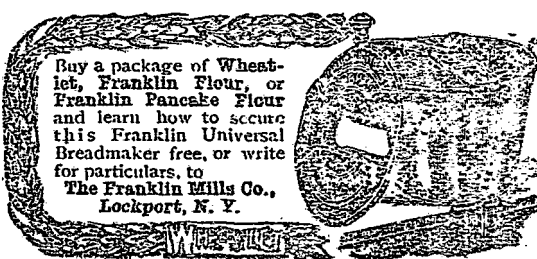 Buy a package of Wheat-
let, Franklin Flour, or
Franklin Pancake Flour
and learn how to secure
this Franklin Universal
Breadmaker free, or write
for particulars, to
The Franklin Mills Co.,
Lockport, N. Y.